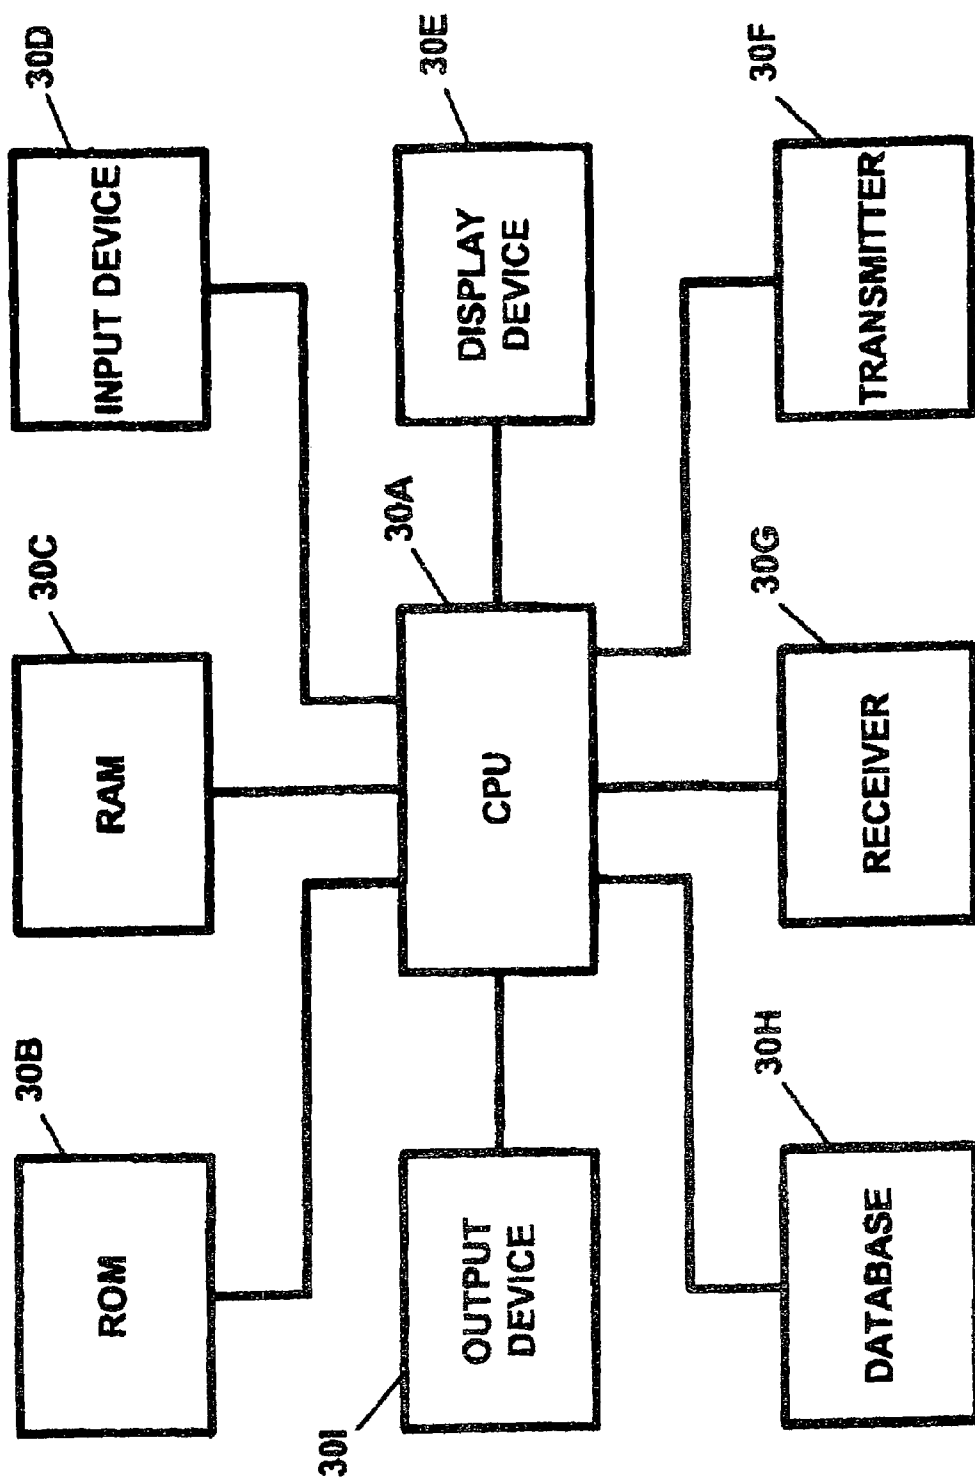 30B
ROM
30C
RAM
30D
INPUT DEVICE
30I
OUTPUT
DEVICE
30A
CPU
30E
DISPLAY
DEVICE
30H
DATABASE
30G
RECEIVER
30F
TRANSMITTER